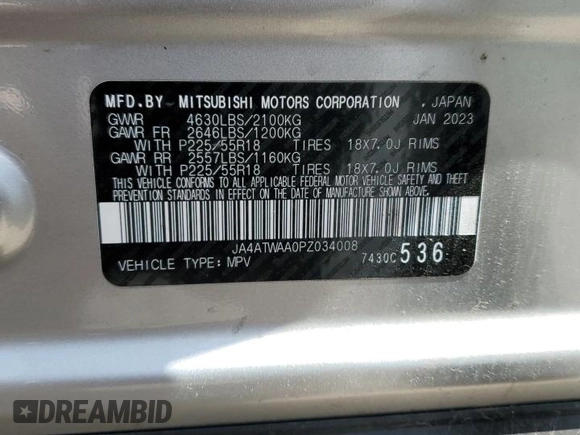 MFD.BY MITSUBISHI MOTORS CORPORATION , JAPAN
GVWR 4630LBS/2100KG JAN 2023
GAWR FR 2646LBS/1200KG
WITH P225/55R18 TIRES 18X7.0J RIMS
GAWR RR 2557LBS/1160KG
WITH P225/55R18 TIRES 18X7.0J RIMS
THIS VEHICLE CONFORMS TO ALL APPLICABLE FEDERAL MOTOR VEHICLE SAFETY AND THEFT
PREVENTION STANDARDS IN EFFECT ON THE DATE OF MANUFACTURE SHOWN ABOVE.
JA4ATWAA0PZ034008
VEHICLE TYPE: MPV 7430C 536
DREAMBID